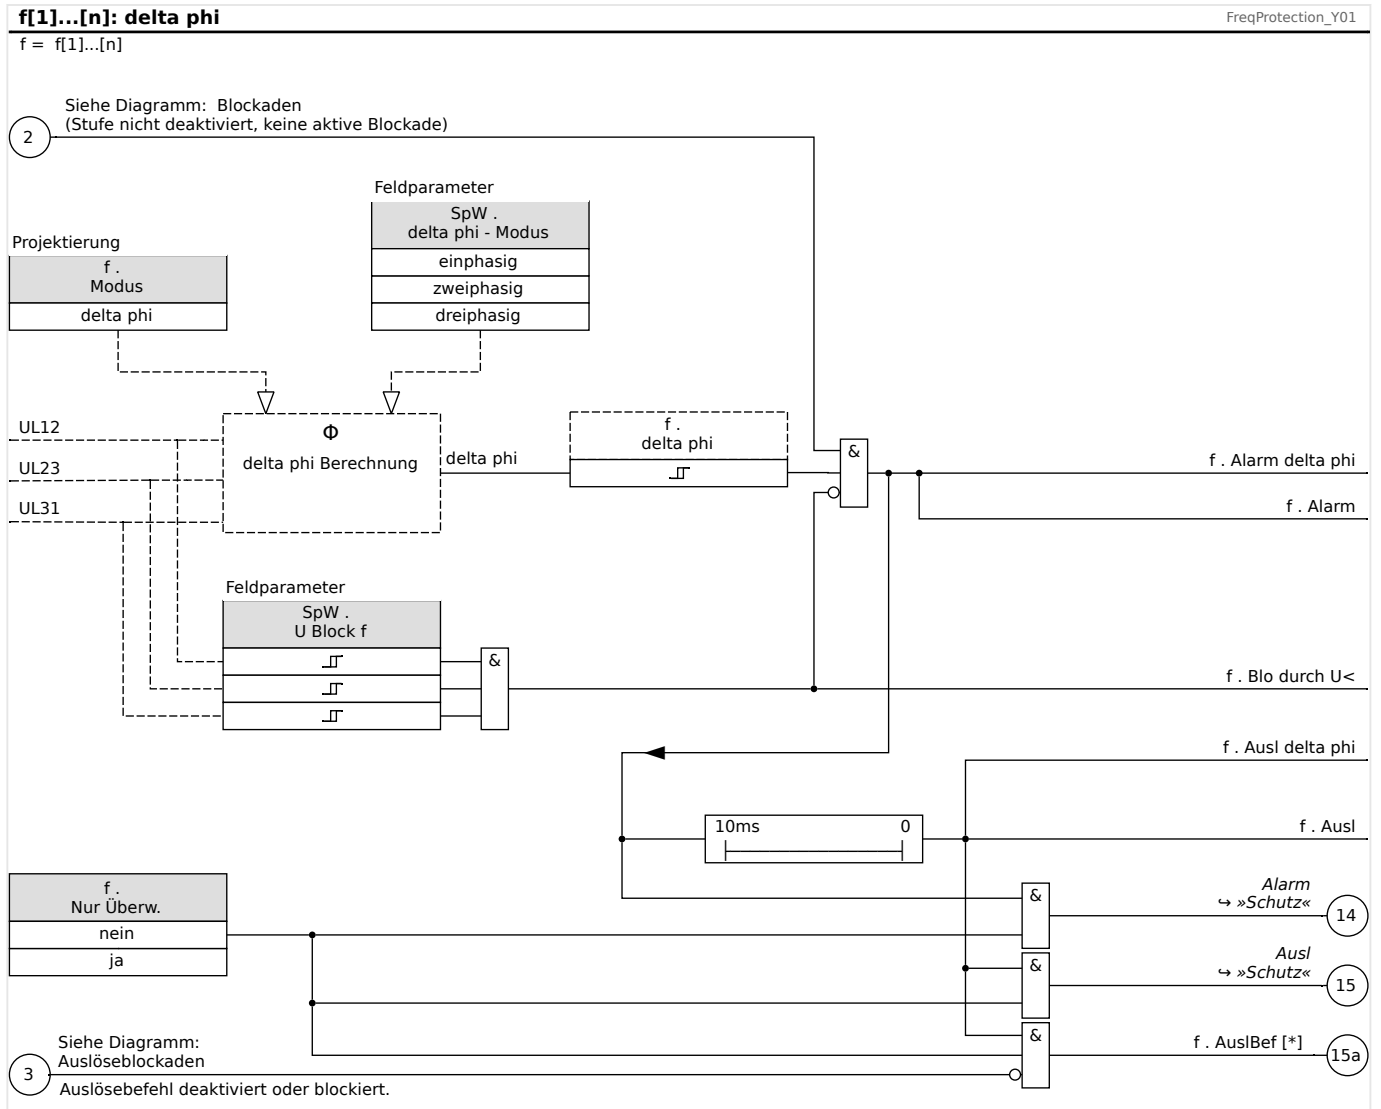 f[1]...[n]: delta phi
FreqProtection_Y01
f = f[1]...[n]
Siehe Diagramm: Blockaden
(Stufe nicht deaktiviert, keine aktive Blockade)
2
Feldparameter
SpW .
delta phi - Modus
einphasig
zweiphasig
dreiphasig
Projektierung
f .
Modus
delta phi
UL12
UL23
UL31
Φ
delta phi Berechnung
delta phi
f .
delta phi
&
f . Alarm delta phi
f . Alarm
Feldparameter
SpW .
U Block f
&
f . Blo durch U<
f . Ausl delta phi
10ms 0
f . Ausl
f .
Nur Überw.
nein
ja
&
Alarm
↪ »Schutz«
14
&
Ausl
↪ »Schutz«
15
&
f . AuslBef [*]
15a
Siehe Diagramm:
Auslöseblockaden
3
Auslösebefehl deaktiviert oder blockiert.